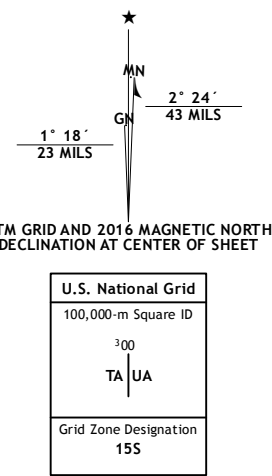 ★
MN
GN
2° 24´
43 MILS
1° 18´
23 MILS
TM GRID AND 2016 MAGNETIC NORTH
DECLINATION AT CENTER OF SHEET
U.S. National Grid
100,000-m Square ID
³00
TA UA
Grid Zone Designation
15S